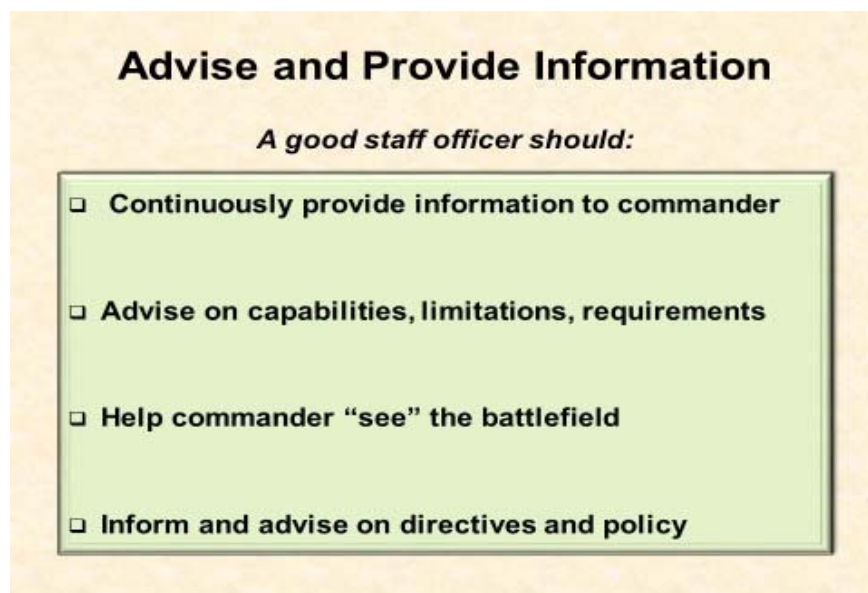 Advise and Provide Information
A good staff officer should:
❑ Continuously provide information to commander
❑ Advise on capabilities, limitations, requirements
❑ Help commander “see” the battlefield
❑ Inform and advise on directives and policy